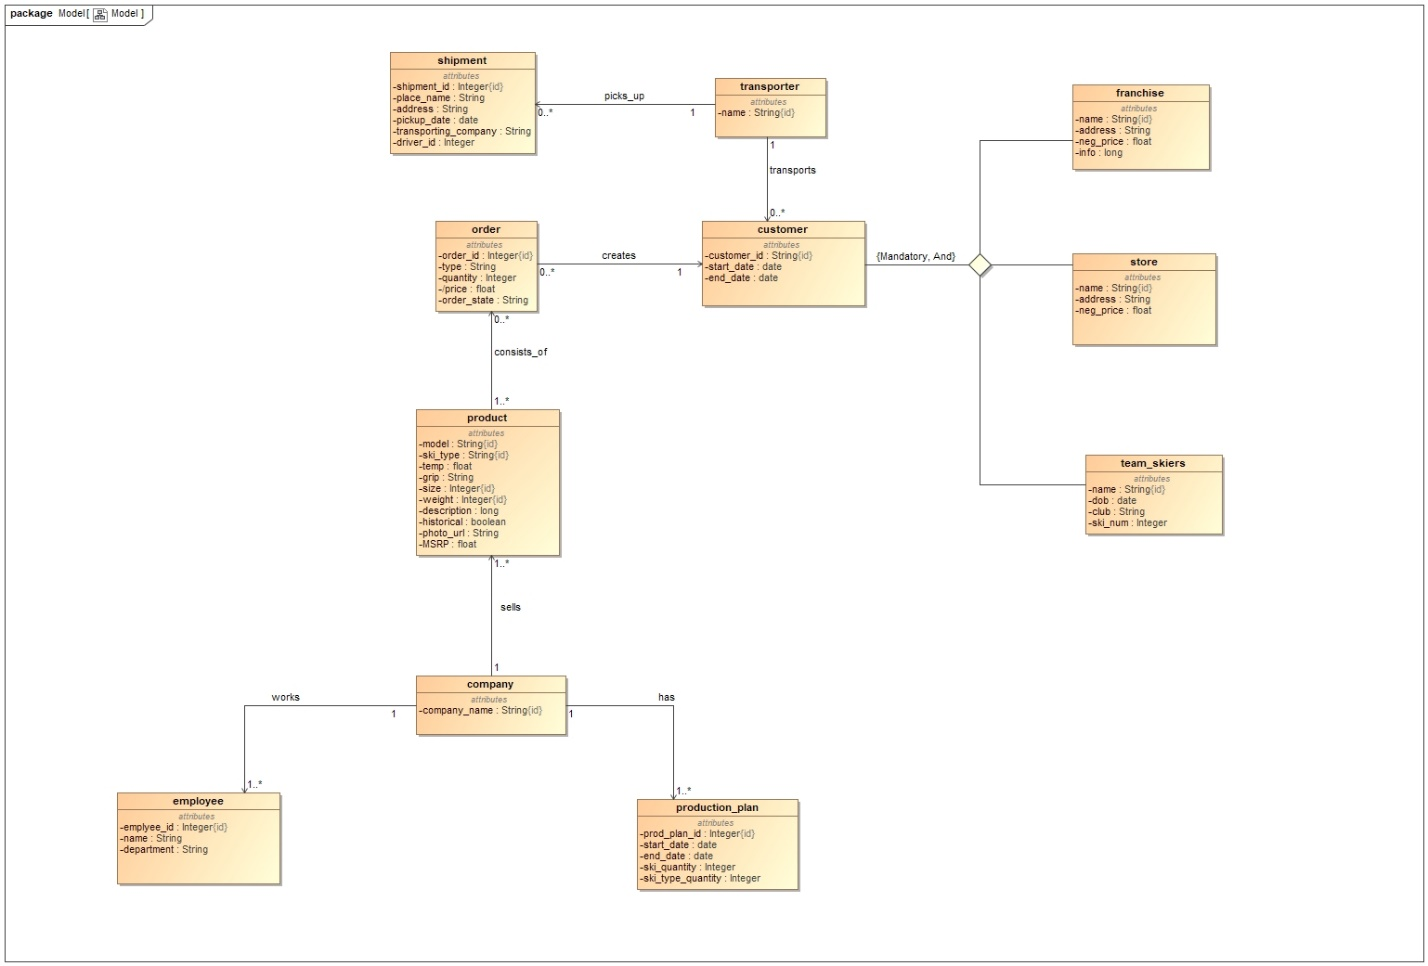 package Model[ Model ]
shipment
attributes
-shipment_id : Integer{id}
-place_name : String
-address : String
-pickup_date : date
-transporting_company : String
-driver_id : Integer
picks_up
0..*
1
transporter
attributes
-name : String{id}
1
transports
0..*
franchise
attributes
-name : String{id}
-address : String
-neg_price : float
-info : long
order
attributes
-order_id : Integer{id}
-type : String
-quantity : Integer
-/price : float
-order_state : String
creates
0..*
1
customer
attributes
-customer_id : String{id}
-start_date : date
-end_date : date
{Mandatory, And}
store
attributes
-name : String{id}
-address : String
-neg_price : float
0..*
consists_of
1..*
product
attributes
-model : String{id}
-ski_type : String{id}
-temp : float
-grip : String
-size : Integer{id}
-weight : Integer{id}
-description : long
-historical : boolean
-photo_url : String
-MSRP : float
team_skiers
attributes
-name : String{id}
-dob : date
-club : String
-ski_num : Integer
1..*
sells
1
company
attributes
-company_name : String{id}
works
1
1..*
has
1
1..*
employee
attributes
-emplyee_id : Integer{id}
-name : String
-department : String
production_plan
attributes
-prod_plan_id : Integer{id}
-start_date : date
-end_date : date
-ski_quantity : Integer
-ski_type_quantity : Integer